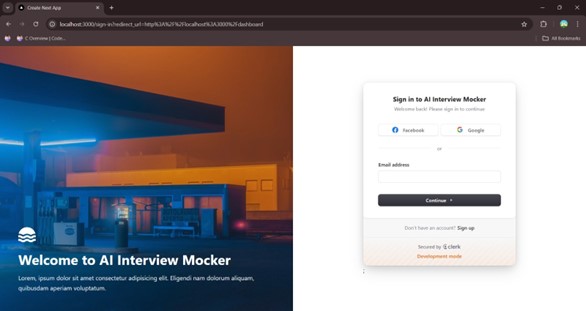 Create Next App
localhost:3000/sign-in?redirect_url=http%3A%2F%2Flocalhost%3A3000%2Fdashboard
C Overview | Code...
All Bookmarks
Welcome to AI Interview Mocker
Lorem, ipsum dolor sit amet consectetur adipisicing elit. Eligendi nam dolorum aliquam,
quibusdam aperiam voluptatum.
Sign in to AI Interview Mocker
Welcome back! Please sign in to continue
Facebook
Google
or
Email address
Continue
Don't have an account? Sign up
Secured by clerk
Development mode
;